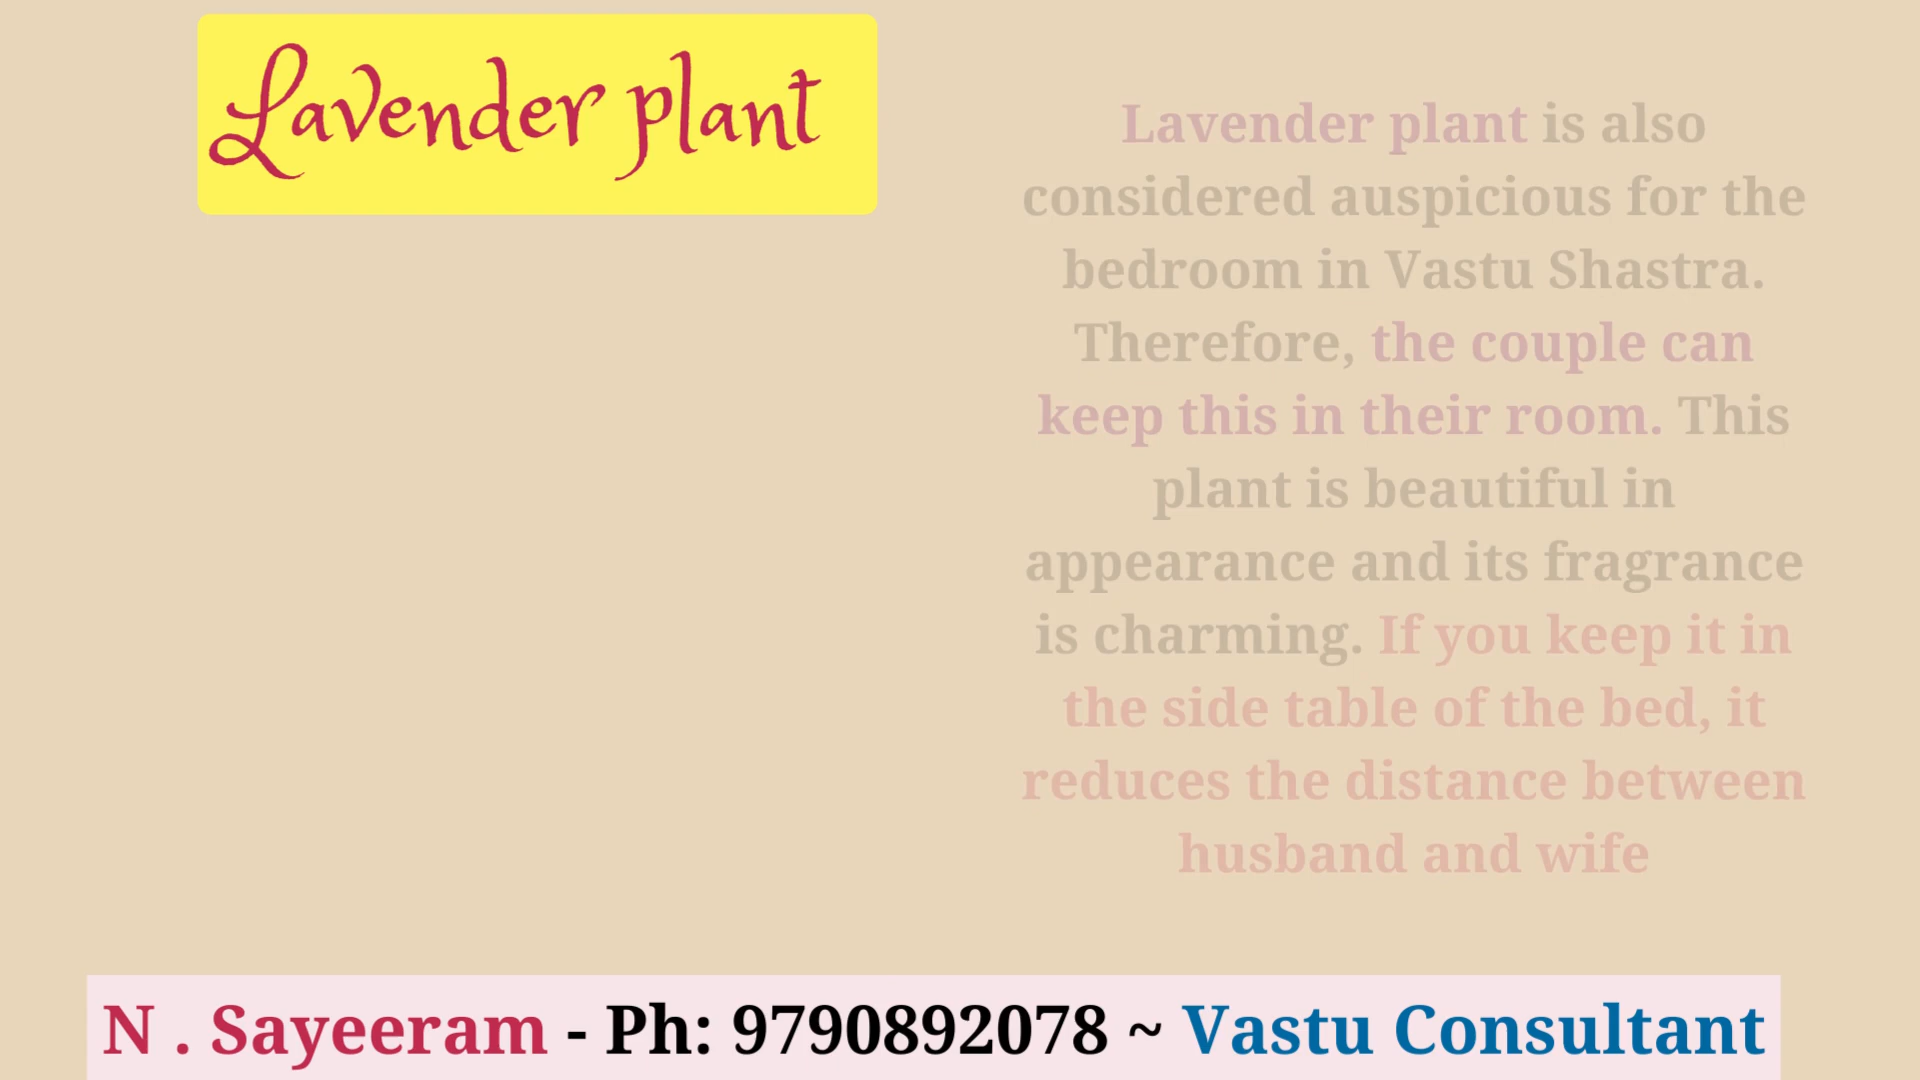 Lavender plant
Lavender plant is also
considered auspicious for the
bedroom in Vastu Shastra.
Therefore, the couple can
keep this in their room. This
plant is beautiful in
appearance and its fragrance
is charming. If you keep it in
the side table of the bed, it
reduces the distance between
husband and wife
N . Sayeeram - Ph: 9790892078 ~ Vastu Consultant